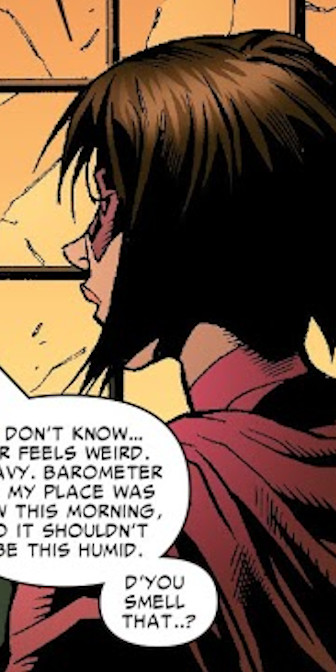 DON'T KNOW...
R FEELS WEIRD.
AVY. BAROMETER
MY PLACE WAS
N THIS MORNING,
O IT SHOULDN'T
BE THIS HUMID.
D'YOU
SMELL
THAT..?